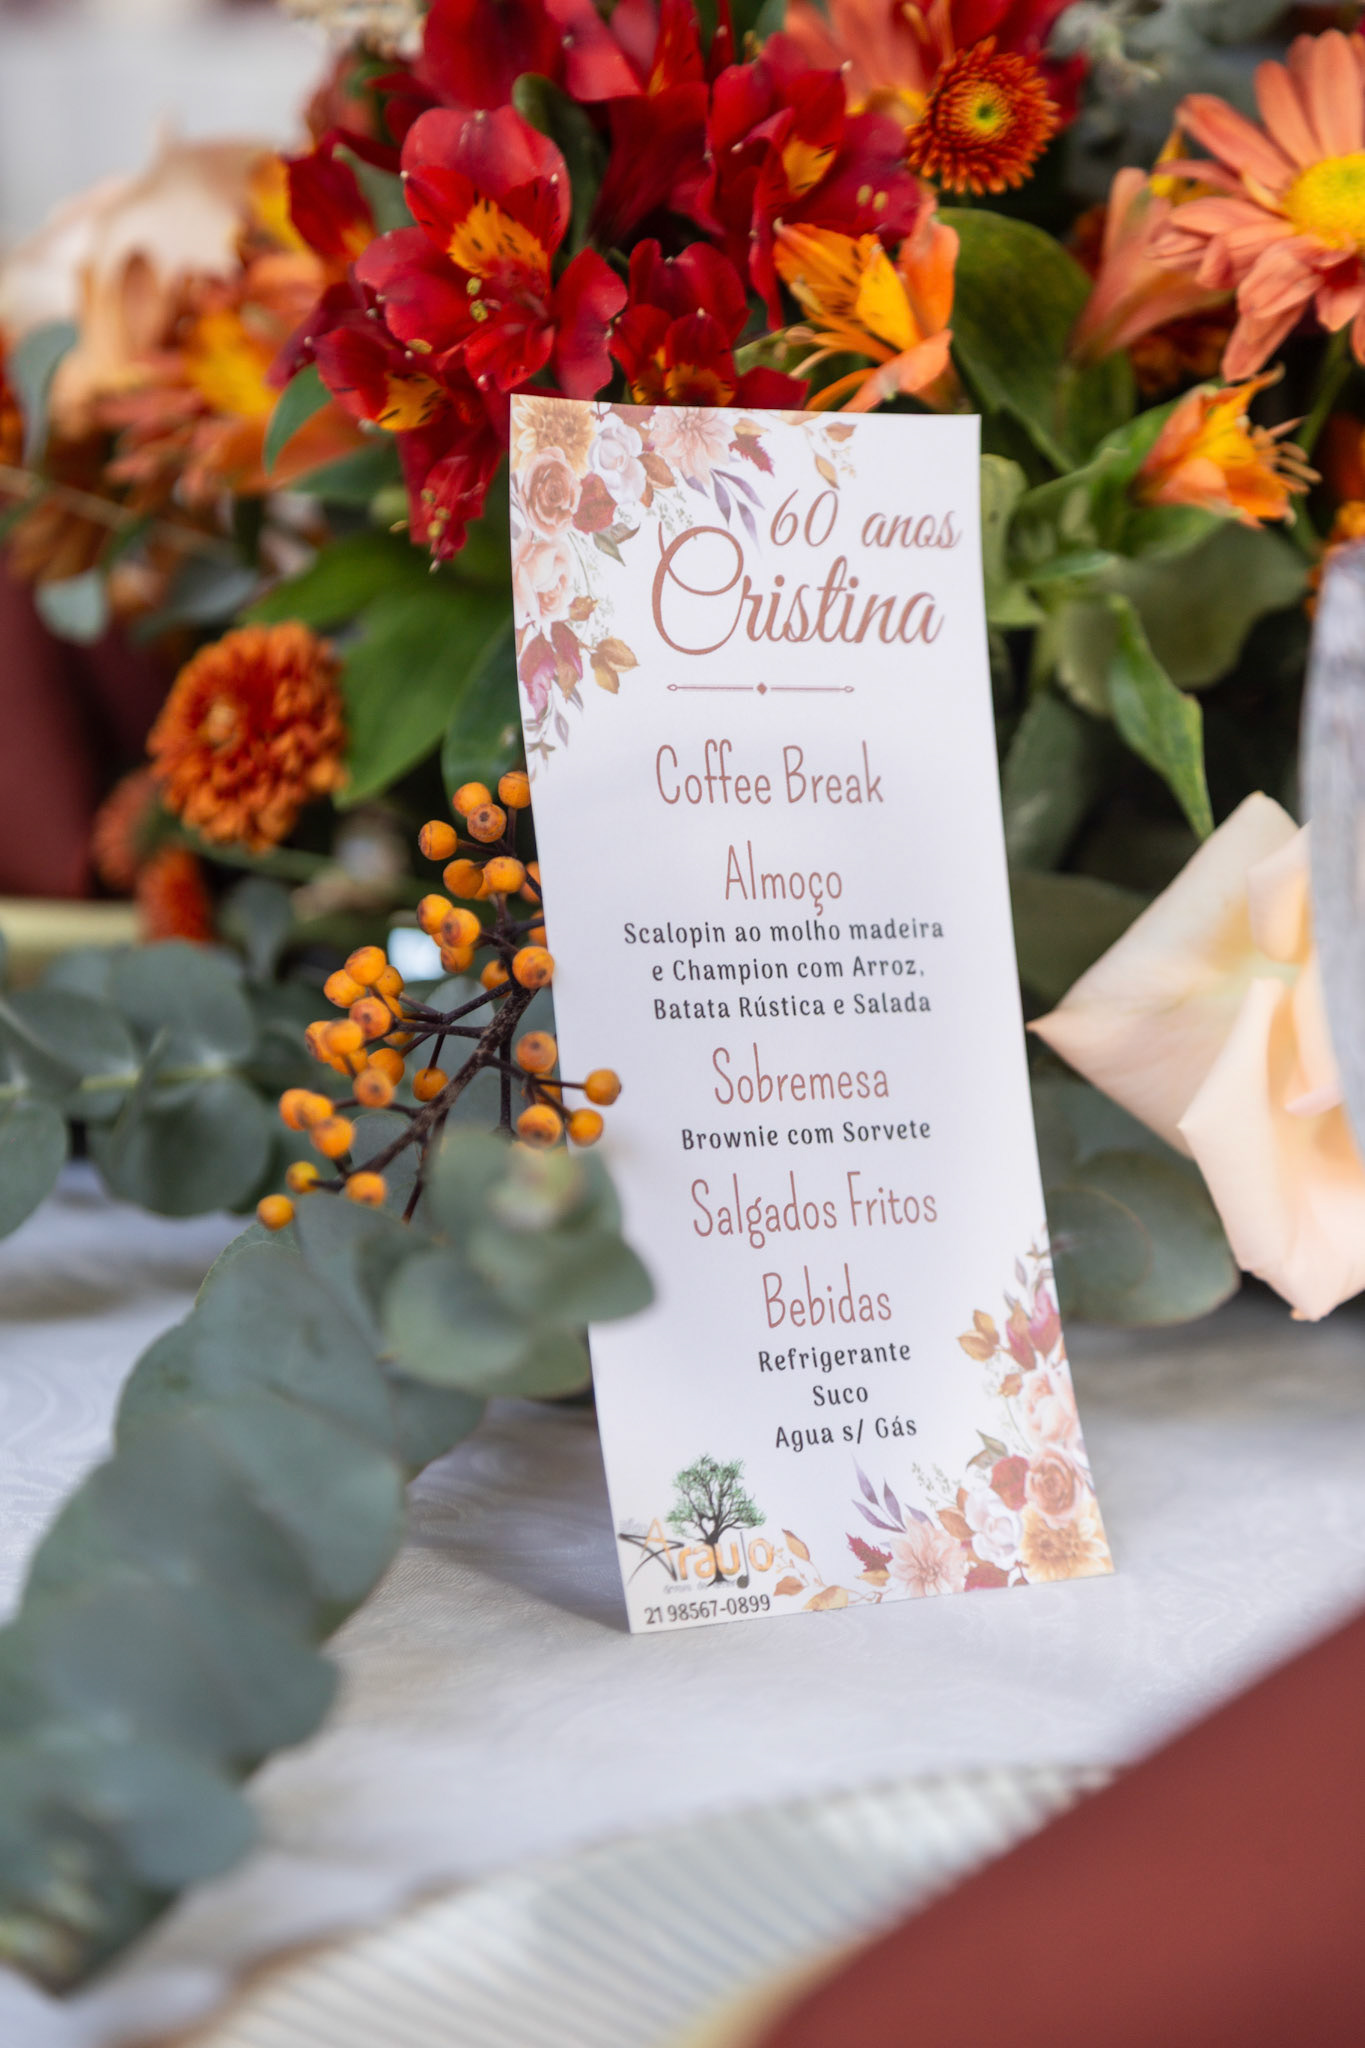 60 anos
Cristina
Coffee Break
Almoço
Scalopin ao molho madeira
e Champion com Arroz,
Batata Rústica e Salada
Sobremesa
Brownie com Sorvete
Salgados Fritos
Bebidas
Refrigerante
Suco
Agua s/ Gás
Araujo
21 98567-0899